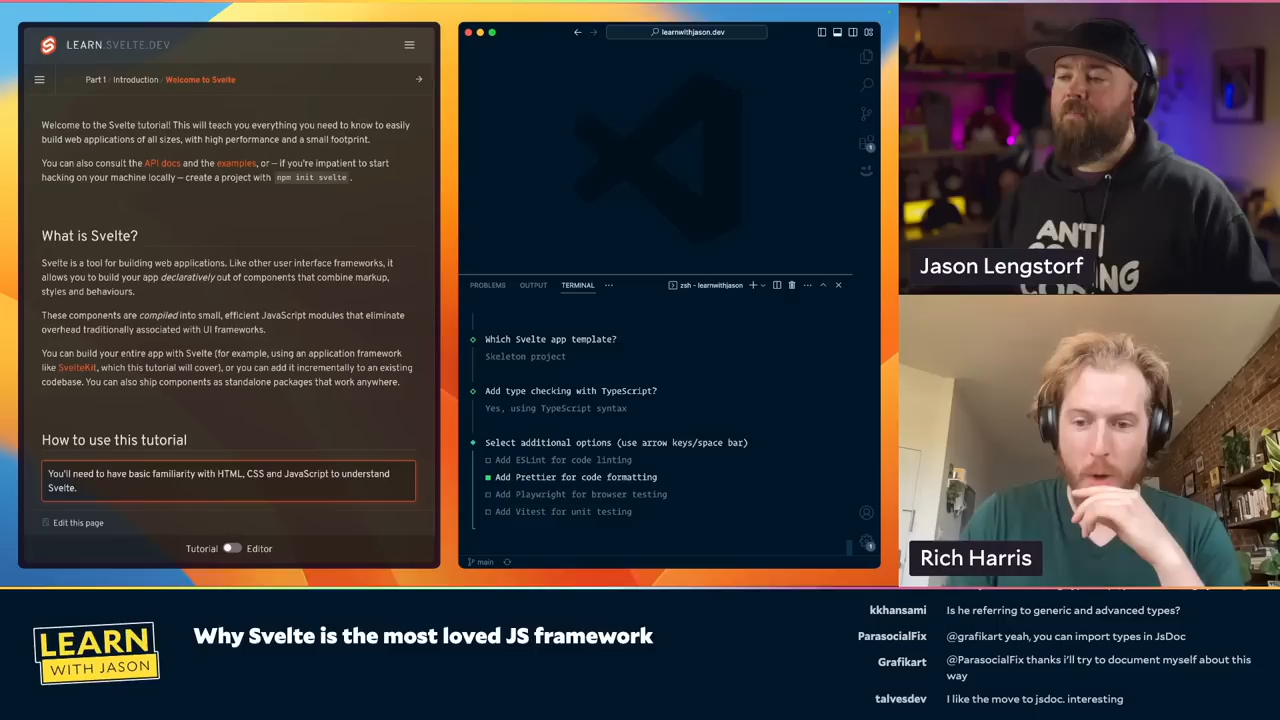 LEARN.SVELTE.DEV
Part 1 / Introduction / Welcome to Svelte
Welcome to the Svelte tutorial! This will teach you everything you need to know to easily
build web applications of all sizes, with high performance and a small footprint.
You can also consult the API docs and the examples, or — if you're impatient to start
hacking on your machine locally — create a project with npm init svelte .
What is Svelte?
Svelte is a tool for building web applications. Like other user interface frameworks, it
allows you to build your app declaratively out of components that combine markup,
styles and behaviours.
These components are compiled into small, efficient JavaScript modules that eliminate
overhead traditionally associated with UI frameworks.
You can build your entire app with Svelte (for example, using an application framework
like SvelteKit, which this tutorial will cover), or you can add it incrementally to an existing
codebase. You can also ship components as standalone packages that work anywhere.
How to use this tutorial
You'll need to have basic familiarity with HTML, CSS and JavaScript to understand
Svelte.
Edit this page
Tutorial Editor
learnwithjason.dev
1
PROBLEMS OUTPUT TERMINAL ··· zsh - learnwithjason
Which Svelte app template?
Skeleton project
Add type checking with TypeScript?
Yes, using TypeScript syntax
Select additional options (use arrow keys/space bar)
Add ESLint for code linting
Add Prettier for code formatting
Add Playwright for browser testing
Add Vitest for unit testing
1
main
ANT
CO NG
NG
Jason Lengstorf
Rich Harris
LEARN
WITH JASON
Why Svelte is the most loved JS framework
kkhansami Is he referring to generic and advanced types?
ParasocialFix @grafikart yeah, you can import types in JsDoc
Grafikart @ParasocialFix thanks i'll try to document myself about this
way
talvesdev I like the move to jsdoc. interesting